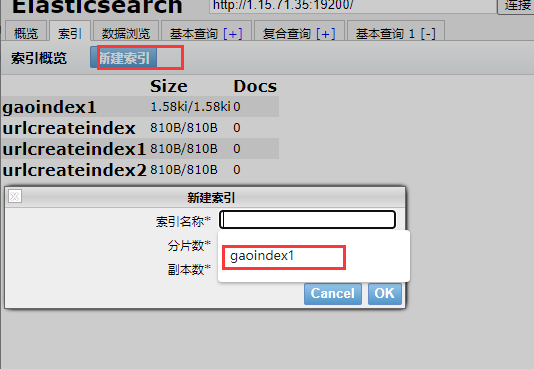 Elasticsearch http://1.15.71.35:19200/ 连接
概览 索引 数据浏览 基本查询 [+] 复合查询 [+] 基本查询 1 [-]
索引概览 新建索引
Size Docs
gaoindex1 1.58ki/1.58ki 0
urlcreateindex 810B/810B 0
urlcreateindex1 810B/810B 0
urlcreateindex2 810B/810B 0
新建索引
索引名称*
分片数*
gaoindex1
副本数*
Cancel OK